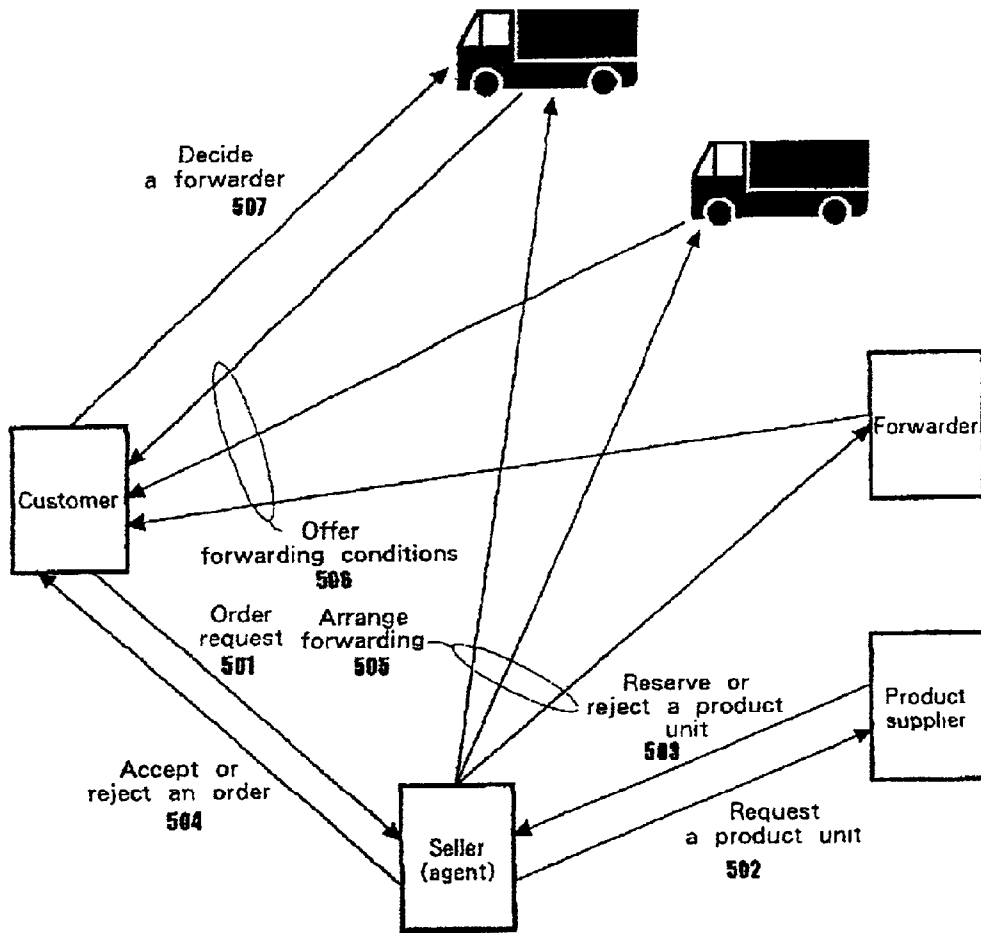 Decide
a forwarder
507
Forwarder
Customer
Offer
forwarding conditions
506
Order
request
501
Arrange
forwarding
505
Reserve or
reject a product
unit
503
Product
supplier
Accept or
reject an order
504
Seller
(agent)
Request
a product unit
502